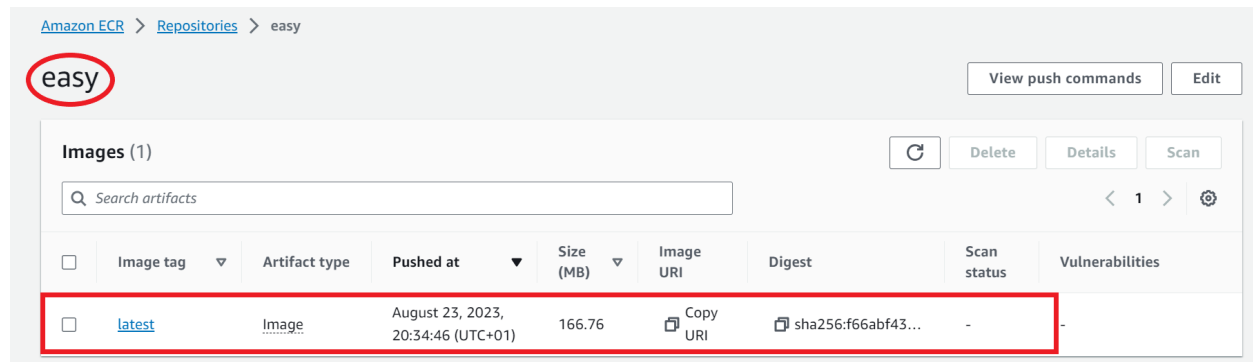 Amazon ECR > Repositories > easy
easy
View push commands
Edit
Images (1)
Delete
Details
Scan
Search artifacts
< 1 >
Image tag
Artifact type
Pushed at
Size (MB)
Image URI
Digest
Scan status
Vulnerabilities
latest
Image
August 23, 2023, 20:34:46 (UTC+01)
166.76
Copy URI
sha256:f66abf43...
-
-